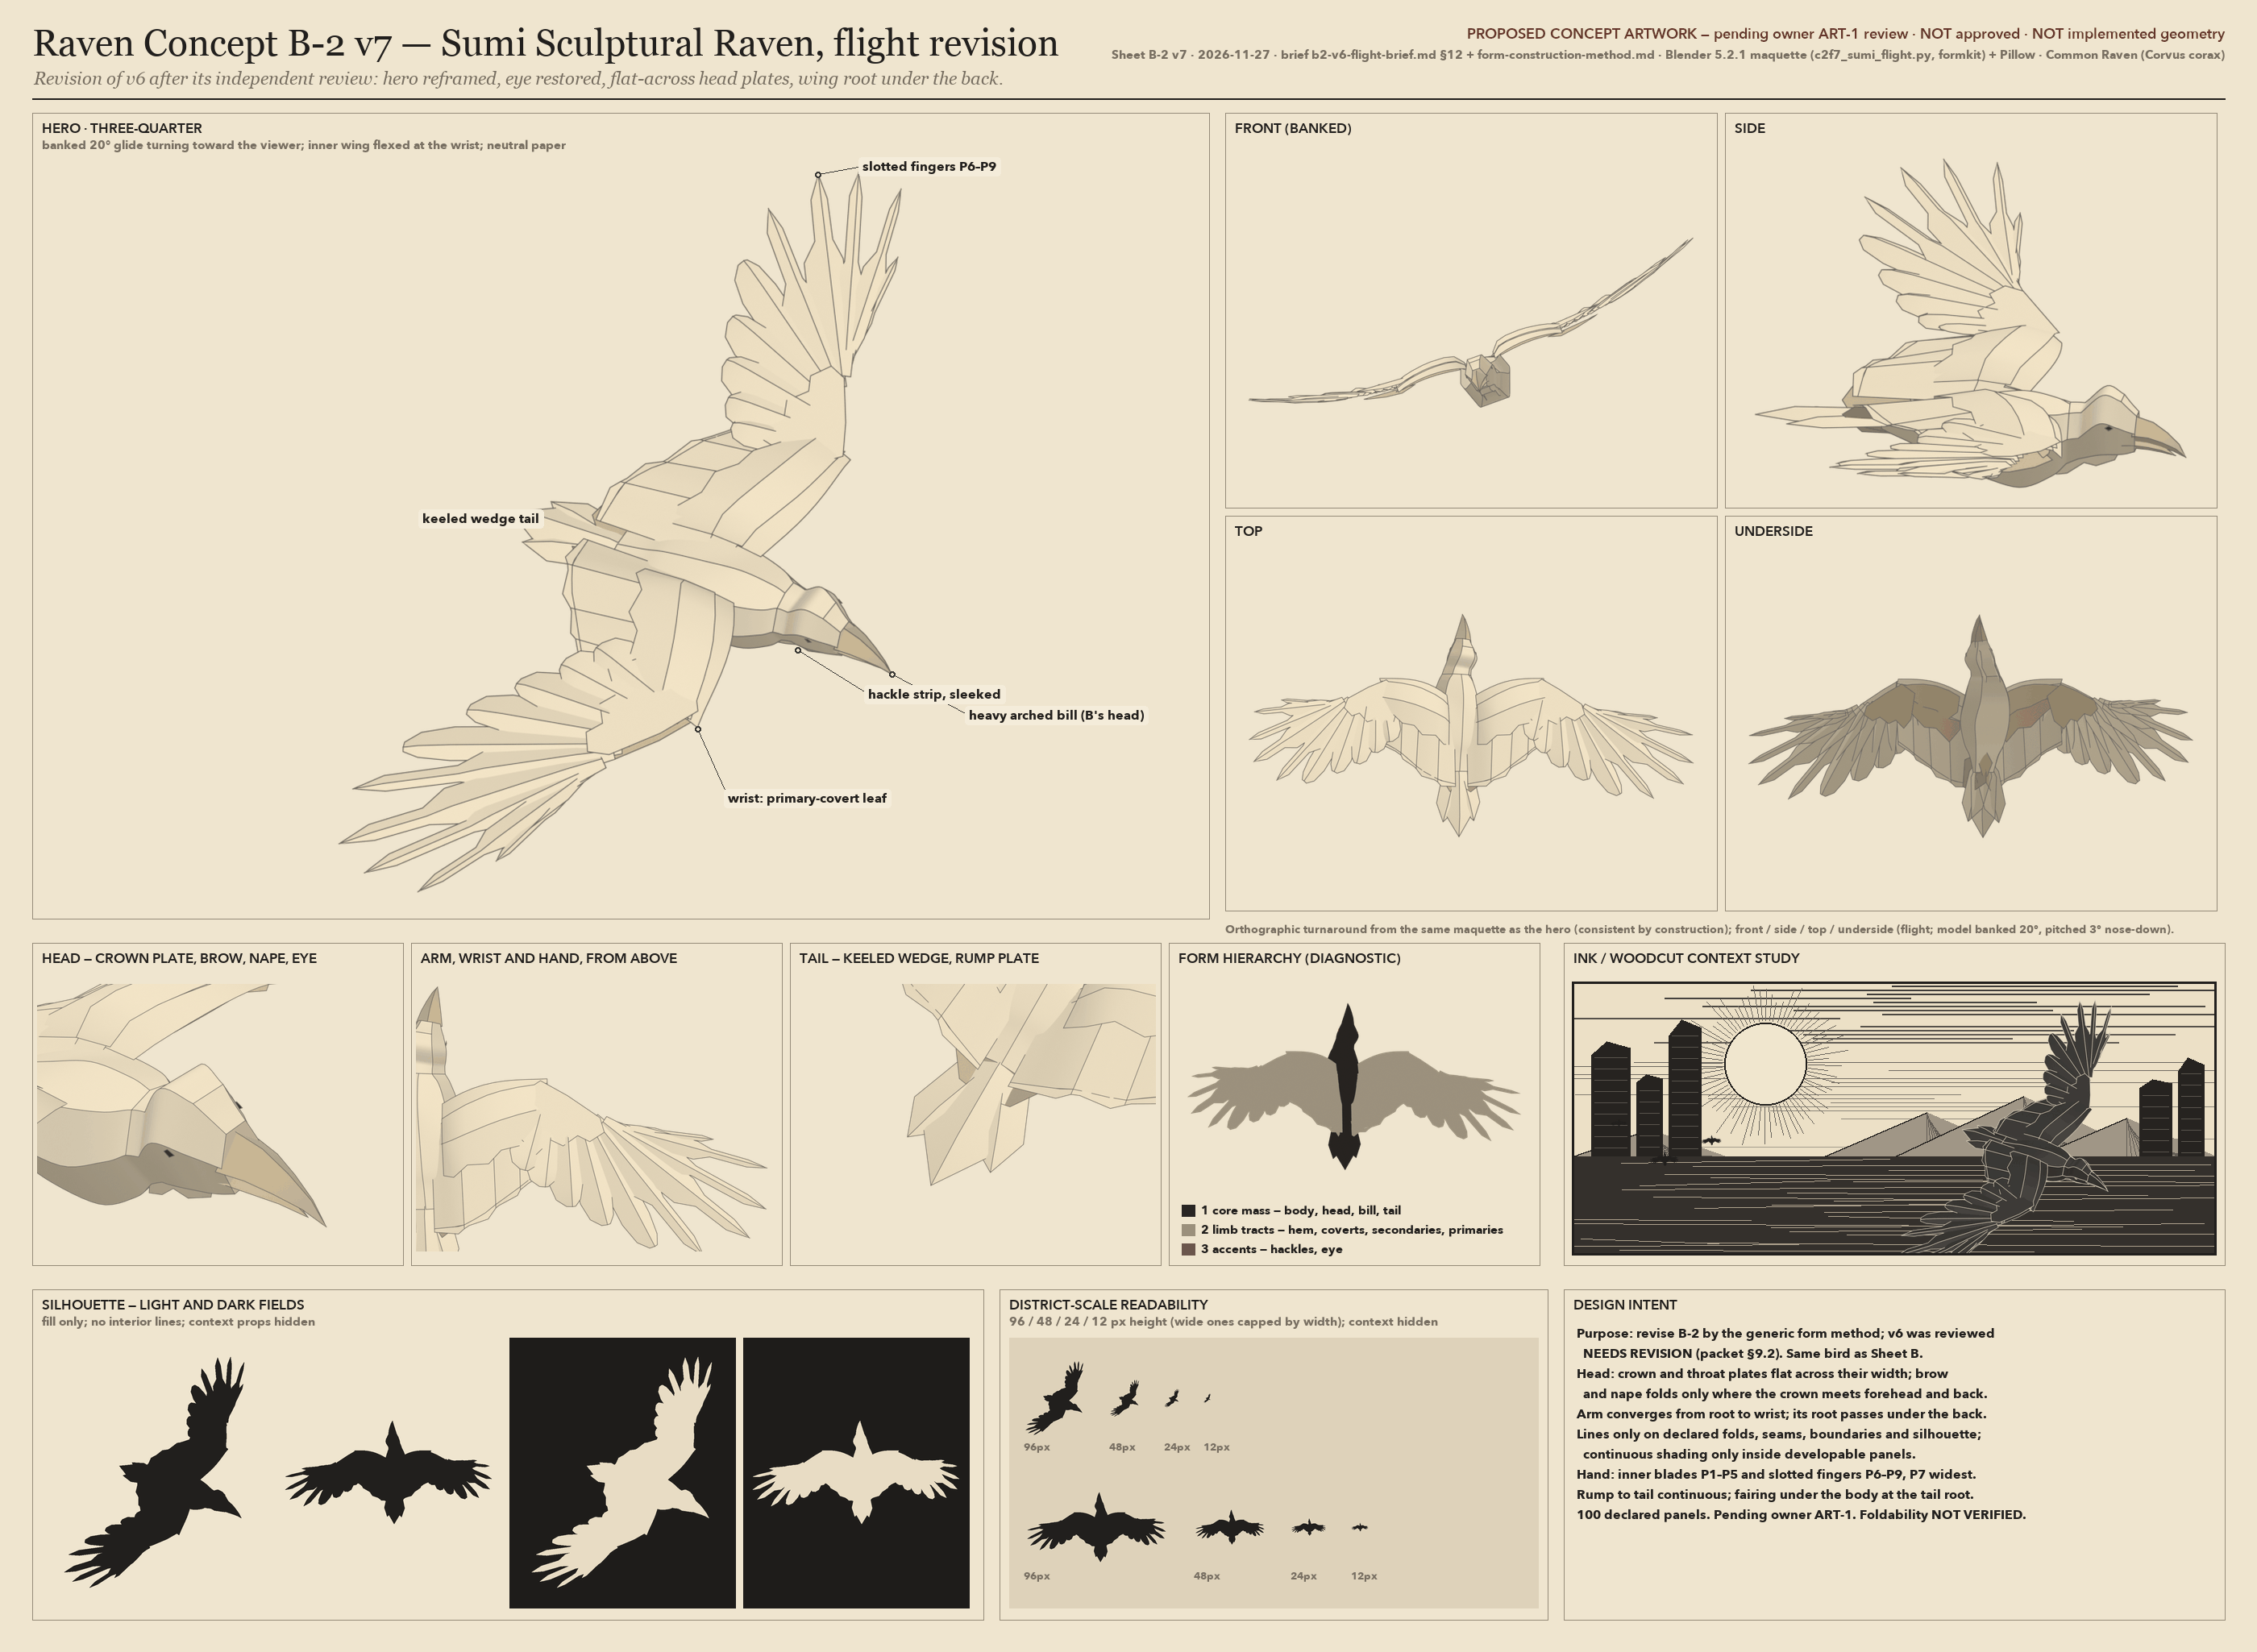 Raven Concept B-2 v7 — Sumi Sculptural Raven, flight revision
Revision of v6 after its independent review: hero reframed, eye restored, flat-across head plates, wing root under the back.
PROPOSED CONCEPT ARTWORK — pending owner ART-1 review · NOT approved · NOT implemented geometry
Sheet B-2 v7 · 2026-11-27 · brief b2-v6-flight-brief.md §12 + form-construction-method.md · Blender 5.2.1 maquette (c2f7_sumi_flight.py, formkit) + Pillow · Common Raven (Corvus corax)
HERO · THREE-QUARTER
banked 20° glide turning toward the viewer; inner wing flexed at the wrist; neutral paper
slotted fingers P6–P9
keeled wedge tail
hackle strip, sleeked
heavy arched bill (B's head)
wrist: primary-covert leaf
FRONT (BANKED)
SIDE
TOP
UNDERSIDE
Orthographic turnaround from the same maquette as the hero (consistent by construction); front / side / top / underside (flight; model banked 20°, pitched 3° nose-down).
HEAD — CROWN PLATE, BROW, NAPE, EYE
ARM, WRIST AND HAND, FROM ABOVE
TAIL — KEELED WEDGE, RUMP PLATE
FORM HIERARCHY (DIAGNOSTIC)
1 core mass — body, head, bill, tail
2 limb tracts — hem, coverts, secondaries, primaries
3 accents — hackles, eye
INK / WOODCUT CONTEXT STUDY
SILHOUETTE — LIGHT AND DARK FIELDS
fill only; no interior lines; context props hidden
DISTRICT-SCALE READABILITY
96 / 48 / 24 / 12 px height (wide ones capped by width); context hidden
96px
48px
24px
12px
96px
48px
24px
12px
DESIGN INTENT
Purpose: revise B-2 by the generic form method; v6 was reviewed
NEEDS REVISION (packet §9.2). Same bird as Sheet B.
Head: crown and throat plates flat across their width; brow
and nape folds only where the crown meets forehead and back.
Arm converges from root to wrist; its root passes under the back.
Lines only on declared folds, seams, boundaries and silhouette;
continuous shading only inside developable panels.
Hand: inner blades P1–P5 and slotted fingers P6–P9, P7 widest.
Rump to tail continuous; fairing under the body at the tail root.
100 declared panels. Pending owner ART-1. Foldability NOT VERIFIED.